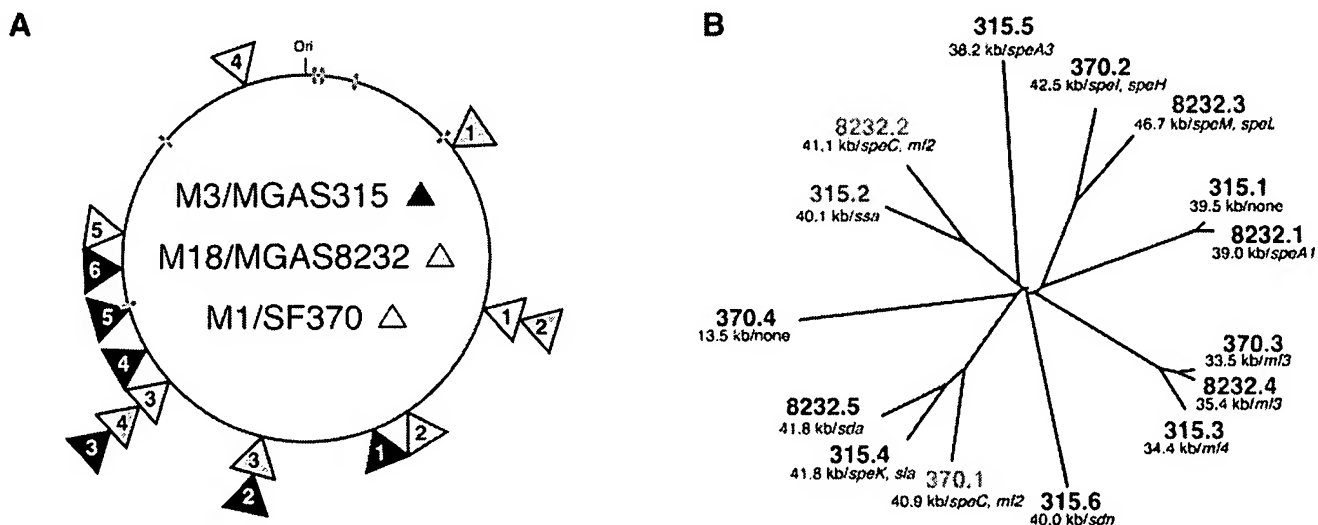 A
Ori
4
1
M3/MGAS315
M18/MGAS8232
M1/SF370
5
6
5
4
3
4
3
1
2
2
1
3
2
B
315.5
38.2 kb/speA3
370.2
42.5 kb/speI, speH
8232.3
46.7 kb/speM, speL
8232.2
41.1 kb/speC, mf2
315.2
40.1 kb/ssa
315.1
39.5 kb/none
8232.1
39.0 kb/speA1
370.4
13.5 kb/none
370.3
33.5 kb/mf3
8232.4
35.4 kb/mf3
315.3
34.4 kb/mf4
8232.5
41.8 kb/sda
315.4
41.8 kb/speK, sla
370.1
40.9 kb/speC, mf2
315.6
40.0 kb/sdn